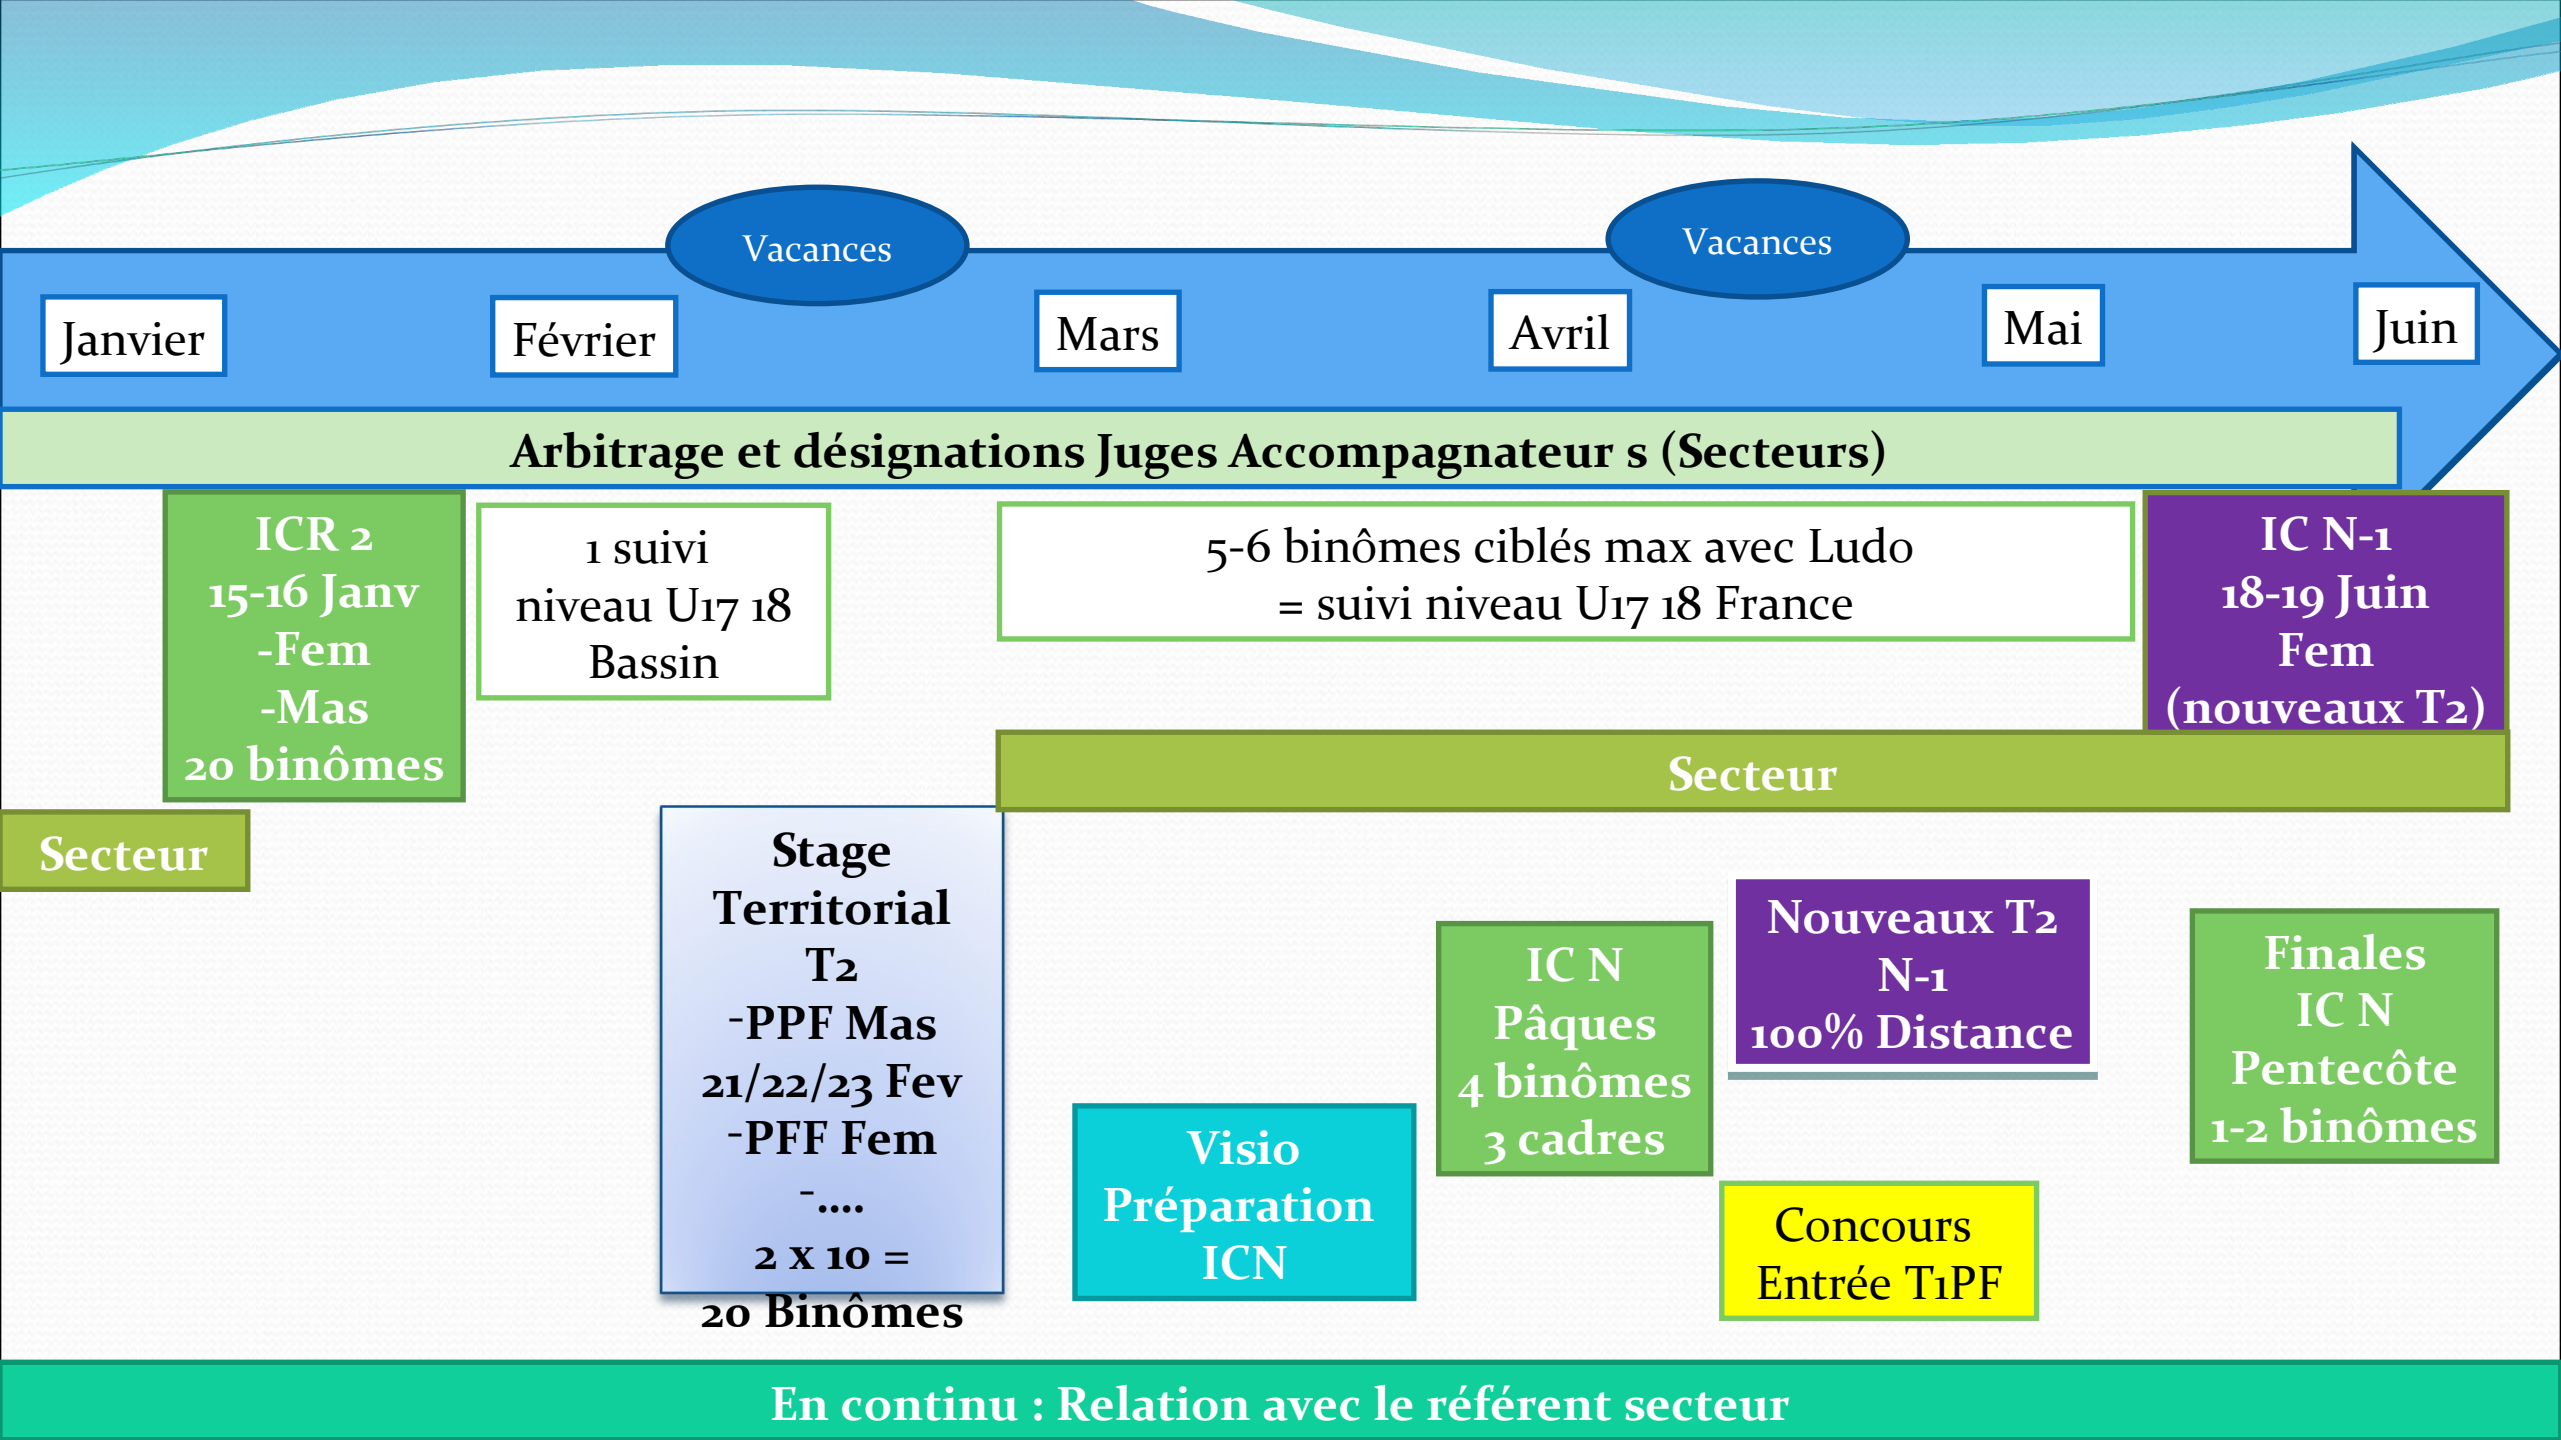 Vacances
Vacances
Janvier
Février
Mars
Avril
Mai
Juin
Arbitrage et désignations Juges Accompagnateur s (Secteurs)
ICR 2
15-16 Janv
-Fem
-Mas
20 binômes
1 suivi
niveau U17 18
Bassin
5-6 binômes ciblés max avec Ludo
= suivi niveau U17 18 France
IC N-1
18-19 Juin
Fem
(nouveaux T2)
Secteur
Secteur
Stage
Territorial
T2
-PPF Mas
21/22/23 Fev
-PFF Fem
-....
2 x 10 =
20 Binômes
Visio
Préparation
ICN
IC N
Pâques
4 binômes
3 cadres
Nouveaux T2
N-1
100% Distance
Concours
Entrée T1PF
Finales
IC N
Pentecôte
1-2 binômes
En continu : Relation avec le référent secteur